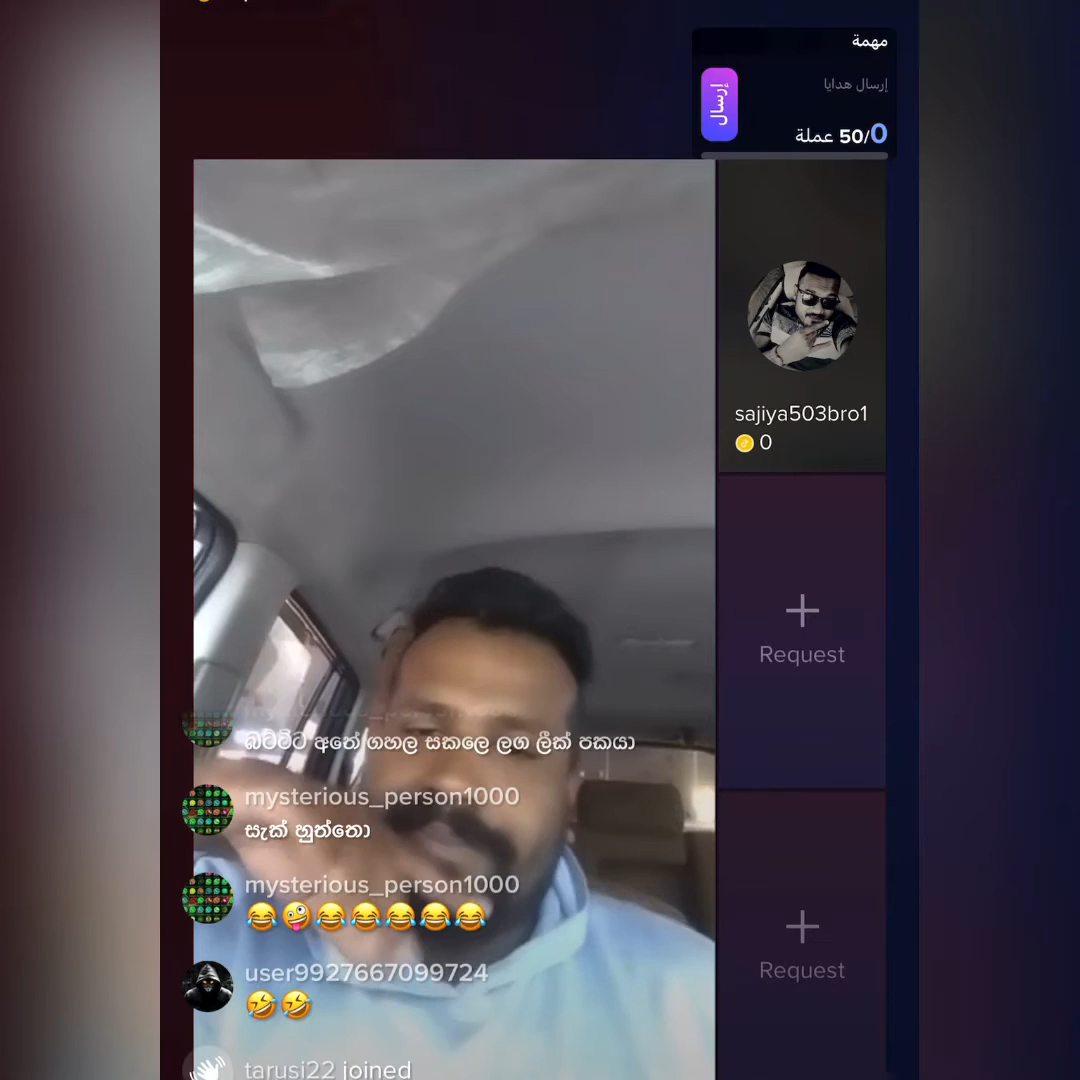 مهمة
إرسال هدايا
إرسال
0/50 عملة
sajiya503bro1
0
Request
Request
බට්ටිට අතේ ගහල සකලෙ ලග ලීක් පකයා
mysterious_person1000
සැක් හුත්තො
mysterious_person1000
😂🤪😂😂😂😂😂
user9927667099724
🤣🤣
tarusi22 joined